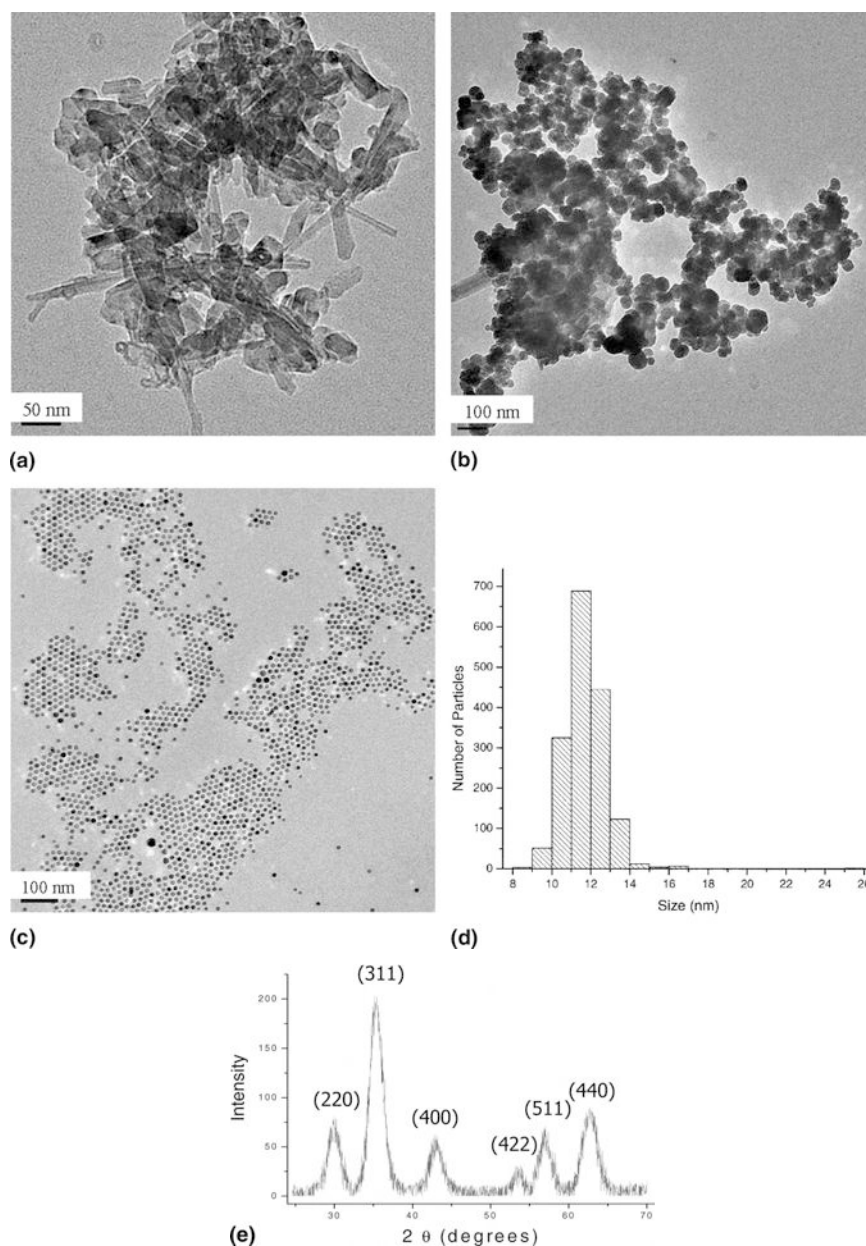 50 nm
100 nm
(a)
(b)
100 nm
700
600
500
400
300
200
100
0
Number of Particles
8 10 12 14 16 18 20 22 24 26
Size (nm)
(c)
(d)
(311)
200
150
100
50
0
Intensity
(220)
(400)
(422)
(511)
(440)
30 40 50 60 70
2 θ (degrees)
(e)